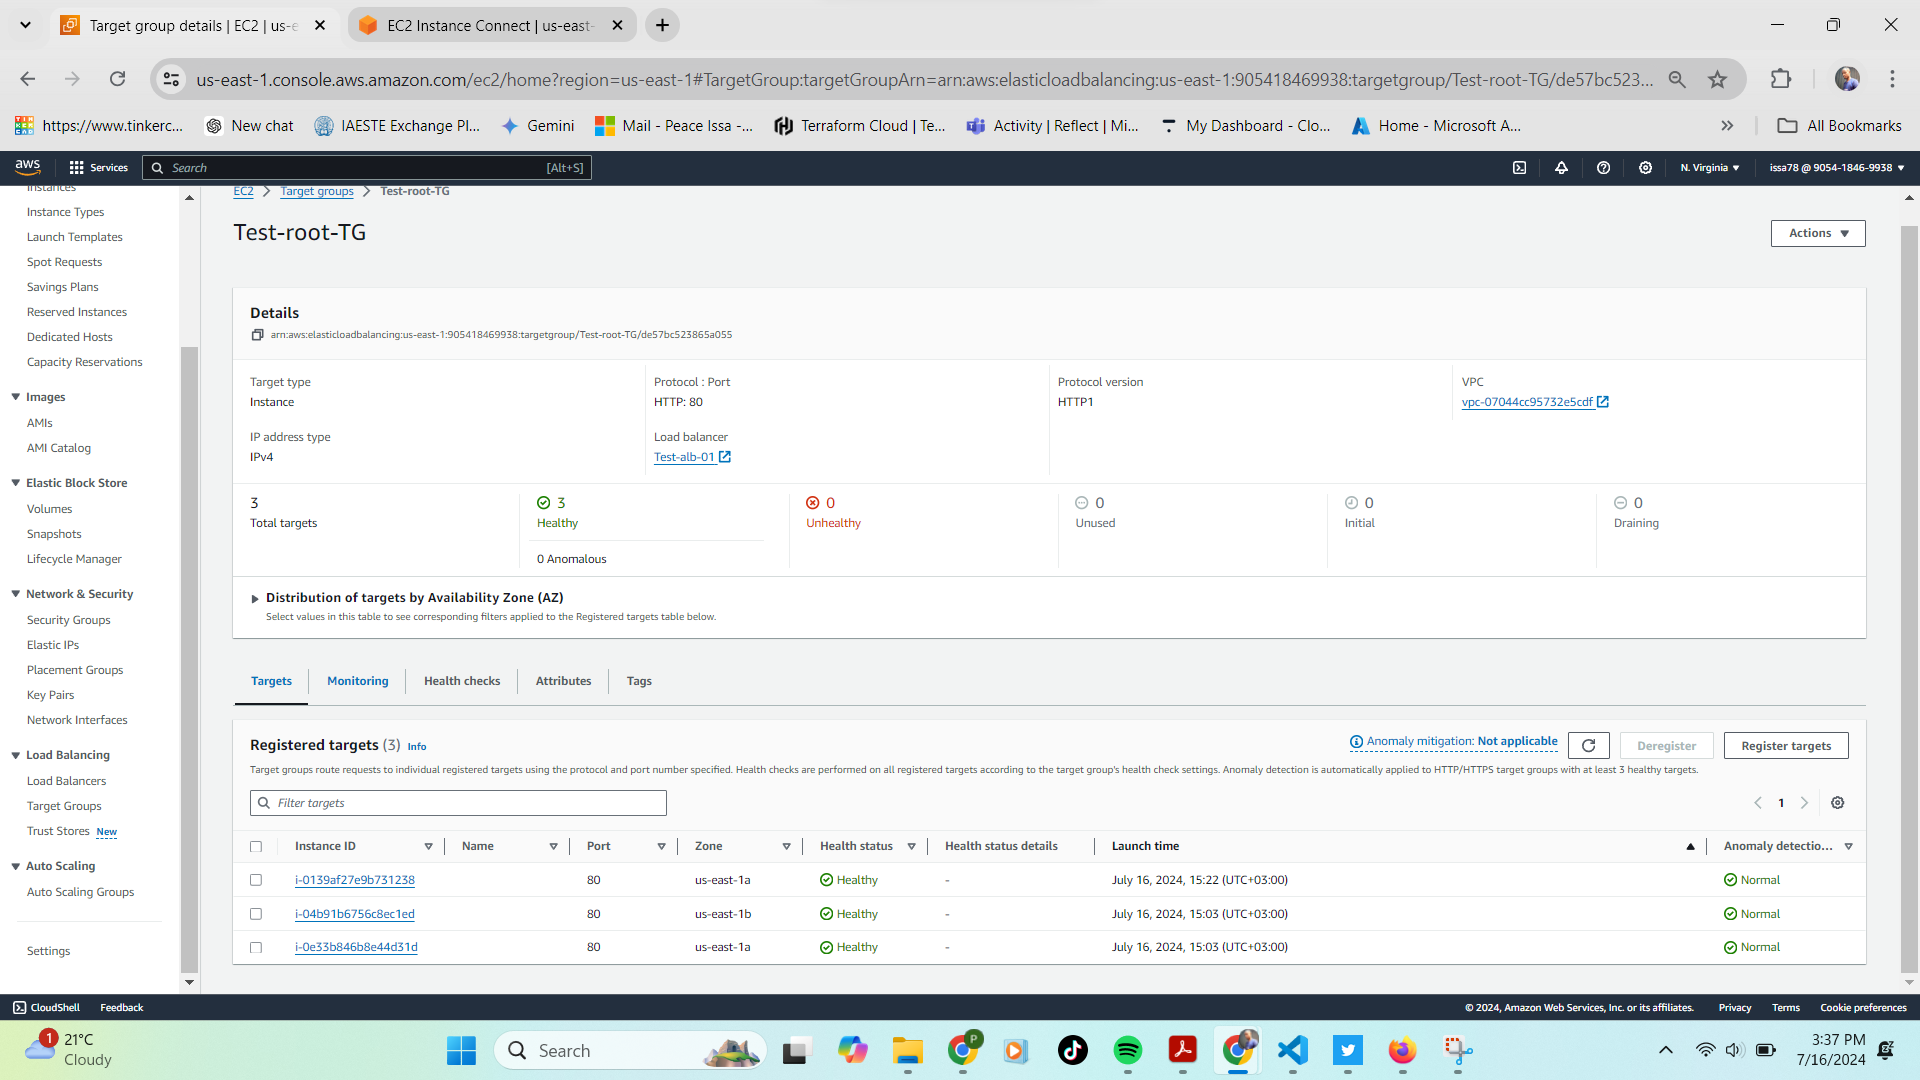 Target group details | EC2 | us-e
EC2 Instance Connect | us-east-
us-east-1.console.aws.amazon.com/ec2/home?region=us-east-1#TargetGroup:targetGroupArn=arn:aws:elasticloadbalancing:us-east-1:905418469938:targetgroup/Test-root-TG/de57bc523...
https://www.tinkerc... New chat IAESTE Exchange Pl... Gemini Mail - Peace Issa -... Terraform Cloud | Te... Activity | Reflect | Mi... My Dashboard - Clo... Home - Microsoft A... All Bookmarks
aws Services Search [Alt+S] N. Virginia issa78 @ 9054-1846-9938
Instances
Instance Types
Launch Templates
Spot Requests
Savings Plans
Reserved Instances
Dedicated Hosts
Capacity Reservations
Images
AMIs
AMI Catalog
Elastic Block Store
Volumes
Snapshots
Lifecycle Manager
Network & Security
Security Groups
Elastic IPs
Placement Groups
Key Pairs
Network Interfaces
Load Balancing
Load Balancers
Target Groups
Trust Stores New
Auto Scaling
Auto Scaling Groups
Settings
EC2 > Target groups > Test-root-TG
Test-root-TG
Actions
Details
arn:aws:elasticloadbalancing:us-east-1:905418469938:targetgroup/Test-root-TG/de57bc523865a055
Target type
Instance
Protocol : Port
HTTP: 80
Protocol version
HTTP1
VPC
vpc-07044cc95732e5cdf
IP address type
IPv4
Load balancer
Test-alb-01
3
Total targets
3
Healthy
0 Anomalous
0
Unhealthy
0
Unused
0
Initial
0
Draining
Distribution of targets by Availability Zone (AZ)
Select values in this table to see corresponding filters applied to the Registered targets table below.
Targets Monitoring Health checks Attributes Tags
Registered targets (3) Info
Anomaly mitigation: Not applicable
Deregister
Register targets
Target groups route requests to individual registered targets using the protocol and port number specified. Health checks are performed on all registered targets according to the target group's health check settings. Anomaly detection is automatically applied to HTTP/HTTPS target groups with at least 3 healthy targets.
Filter targets
1
Instance ID Name Port Zone Health status Health status details Launch time Anomaly detectio...
i-0139af27e9b731238 80 us-east-1a Healthy - July 16, 2024, 15:22 (UTC+03:00) Normal
i-04b91b6756c8ec1ed 80 us-east-1b Healthy - July 16, 2024, 15:03 (UTC+03:00) Normal
i-0e33b846b8e44d31d 80 us-east-1a Healthy - July 16, 2024, 15:03 (UTC+03:00) Normal
CloudShell Feedback © 2024, Amazon Web Services, Inc. or its affiliates. Privacy Terms Cookie preferences
1
21°C
Cloudy
Search
P
3:37 PM
7/16/2024